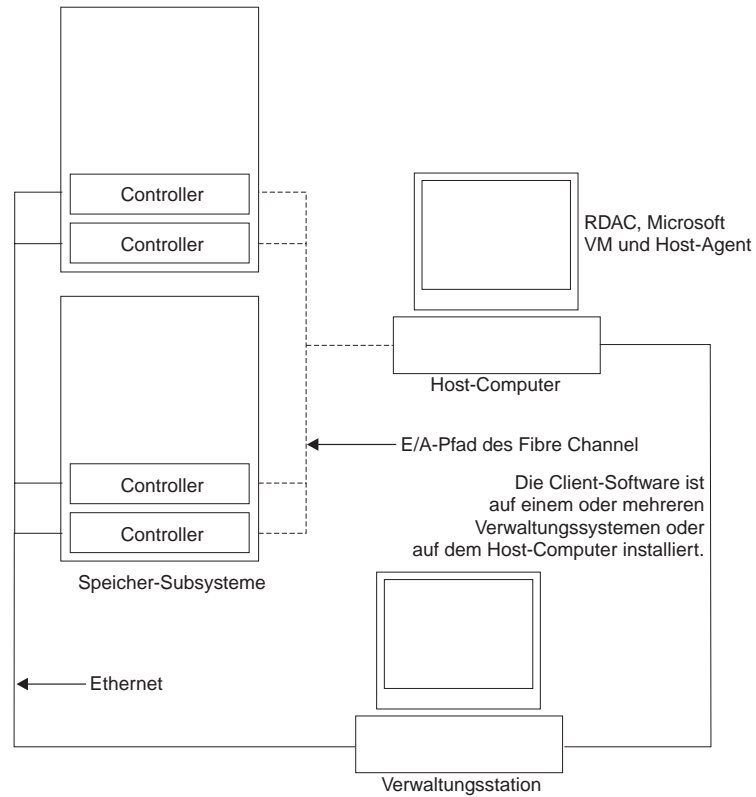 Controller
Controller
RDAC, Microsoft
VM und Host-Agent
Host-Computer
E/A-Pfad des Fibre Channel
Controller
Controller
Die Client-Software ist
auf einem oder mehreren
Verwaltungssystemen oder
auf dem Host-Computer installiert.
Speicher-Subsysteme
Ethernet
Verwaltungsstation